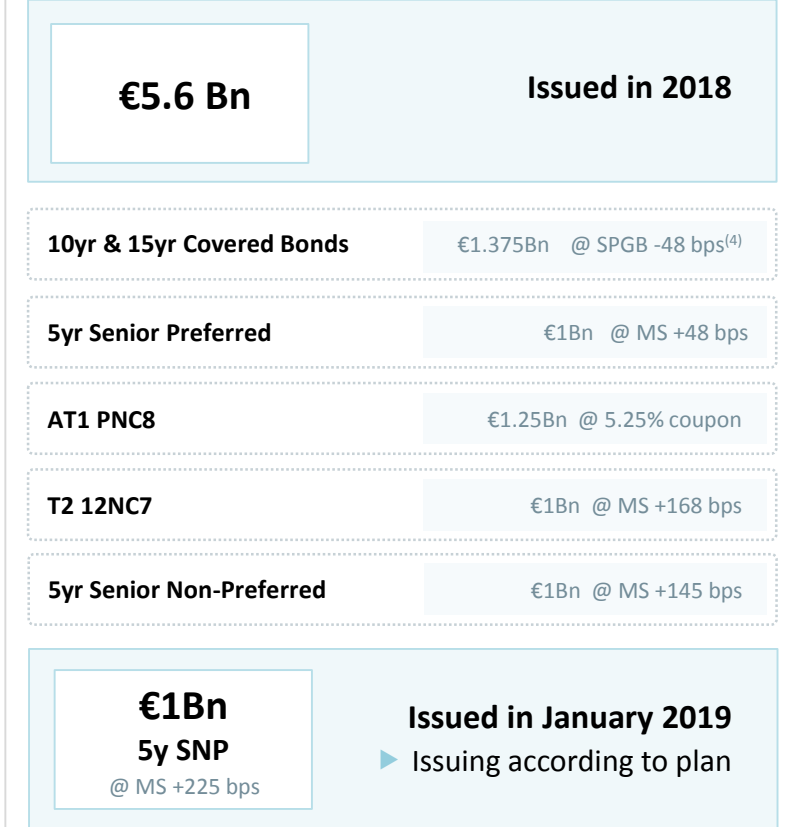 €5.6 Bn
Issued in 2018
10yr & 15yr Covered Bonds
€1.375Bn @ SPGB -48 bps(4)
5yr Senior Preferred
€1Bn @ MS +48 bps
AT1 PNC8
€1.25Bn @ 5.25% coupon
T2 12NC7
€1Bn @ MS +168 bps
5yr Senior Non-Preferred
€1Bn @ MS +145 bps
€1Bn
5y SNP
@ MS +225 bps
Issued in January 2019
Issuing according to plan